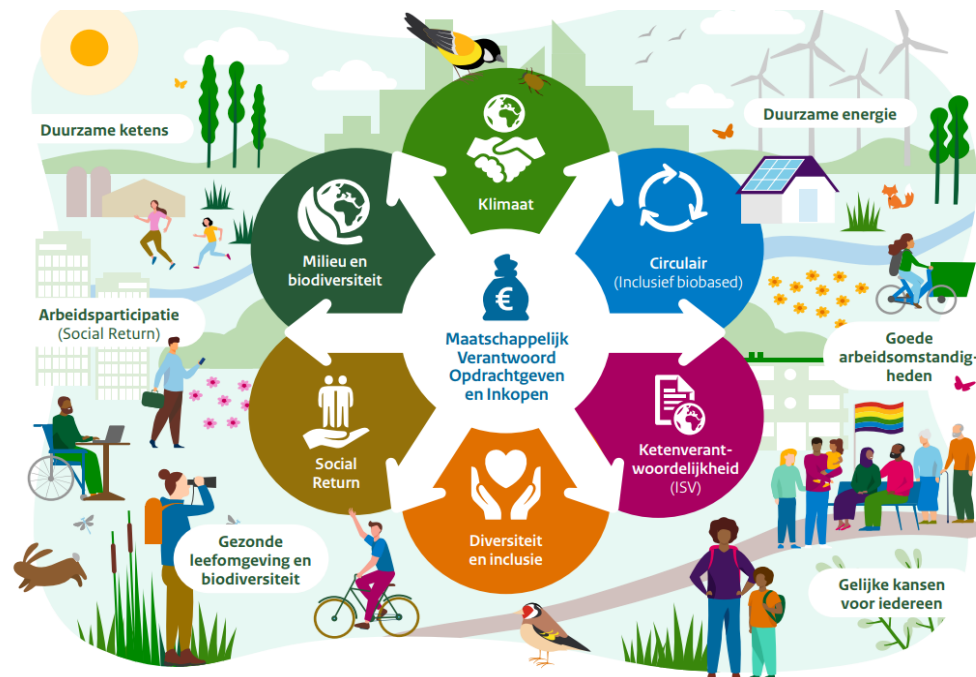 Duurzame ketens
Duurzame energie
Klimaat
Milieu en
biodiversiteit
Circulair
(Inclusief biobased)
€
Maatschappelijk
Verantwoord
Opdrachtgeven
en Inkopen
Arbeidsparticipatie
(Social Return)
Goede
arbeidsomstandig-
heden
Social
Return
Ketenverant-
woordelijkheid
(ISV)
Diversiteit
en inclusie
Gezonde
leefomgeving en
biodiversiteit
Gelijke kansen
voor iedereen